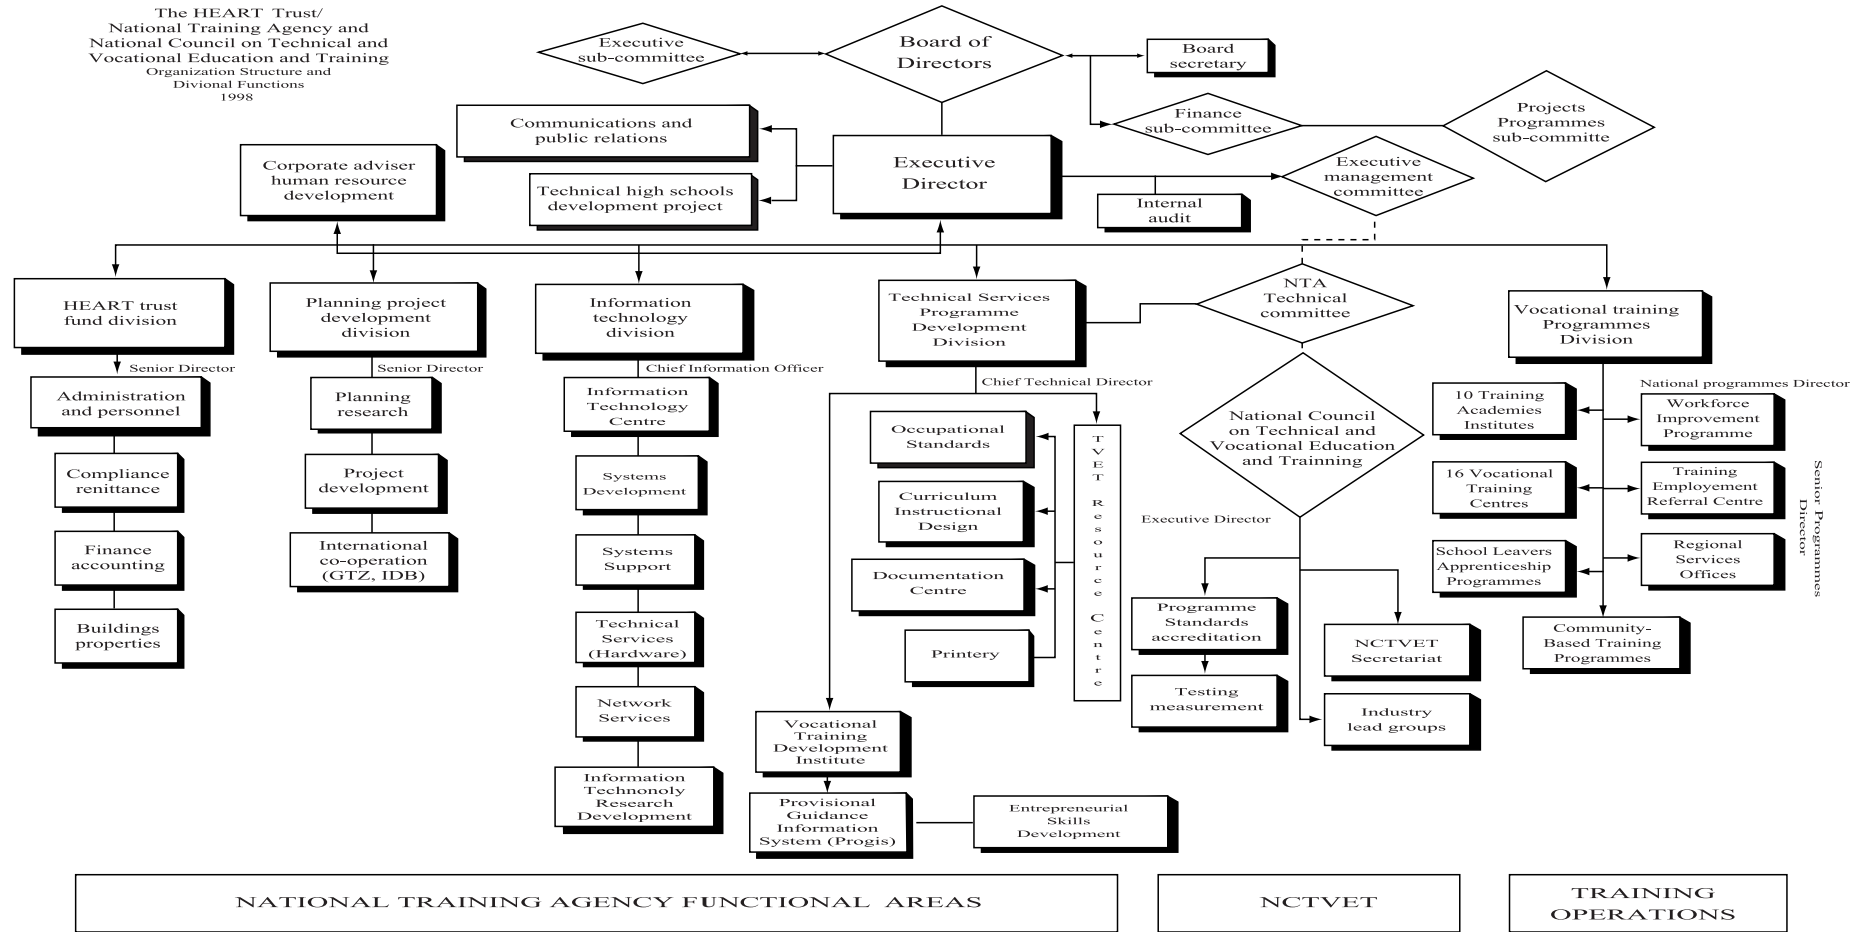 The HEART Trust/
National Training Agency and
National Council on Technical and
Vocational Education and Training
Organization Structure and
Divional Functions
1998
Executive
sub-committee
Board of
Directors
Board
secretary
Finance
sub-committee
Projects
Programmes
sub-committe
Communications and
public relations
Technical high schools
development project
Corporate adviser
human resource
development
Executive
Director
Executive
management
committee
Internal
audit
HEART trust
fund division
Senior Director
Administration
and personnel
Compliance
renittance
Finance
accounting
Buildings
properties
Planning project
development
division
Senior Director
Planning
research
Project
development
International
co-operation
(GTZ, IDB)
Information
technology
division
Chief Information Officer
Information
Technology
Centre
Systems
Development
Systems
Support
Technical
Services
(Hardware)
Network
Services
Information
Technonoly
Research
Development
Technical Services
Programme
Development
Division
Chief Technical Director
Occupational
Standards
Curriculum
Instructional
Design
Documentation
Centre
Printery
TVET Resource Centre
Vocational
Training
Development
Institute
Provisional
Guidance
Information
System (Progis)
Entrepreneurial
Skills
Development
NTA
Technical
committee
National Council
on Technical and
Vocational Education
and Trainning
Executive Director
Programme
Standards
accreditation
Testing
measurement
NCTVET
Secretariat
Industry
lead groups
Vocational training
Programmes
Division
National programmes Director
10 Training
Academies
Institutes
Workforce
Improvement
Programme
16 Vocational
Training
Centres
Training
Employement
Referral Centre
School Leavers
Apprenticeship
Programmes
Regional
Services
Offices
Community-
Based Training
Programmes
Senior Programmes
Director
NATIONAL TRAINING AGENCY FUNCTIONAL AREAS
NCTVET
TRAINING
OPERATIONS